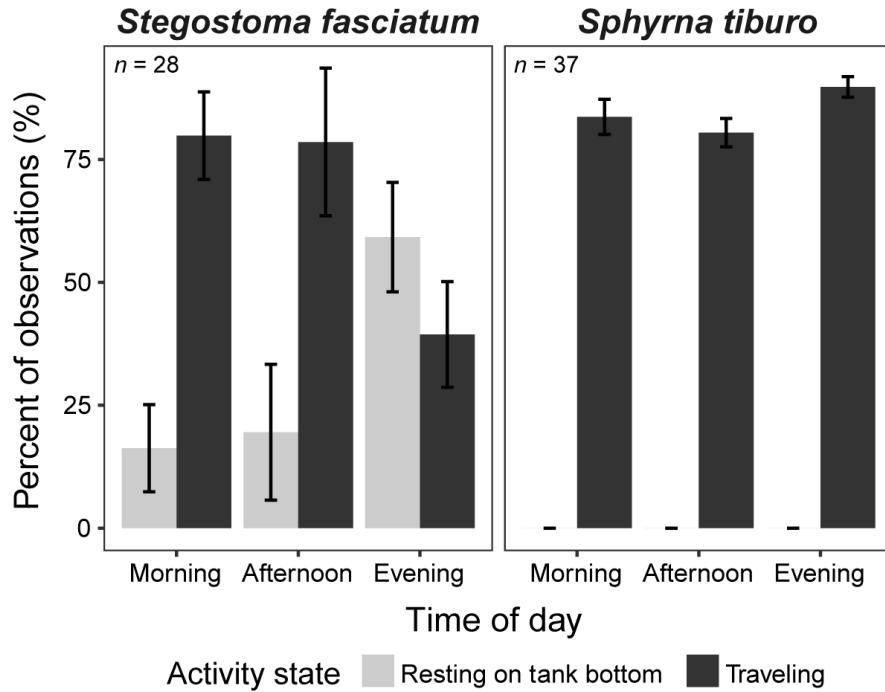 Stegostoma fasciatum
Sphyrna tiburo
n = 28
n = 37
Percent of observations (%)
75
50
25
0
Morning Afternoon Evening
Morning Afternoon Evening
Time of day
Activity state Resting on tank bottom Traveling